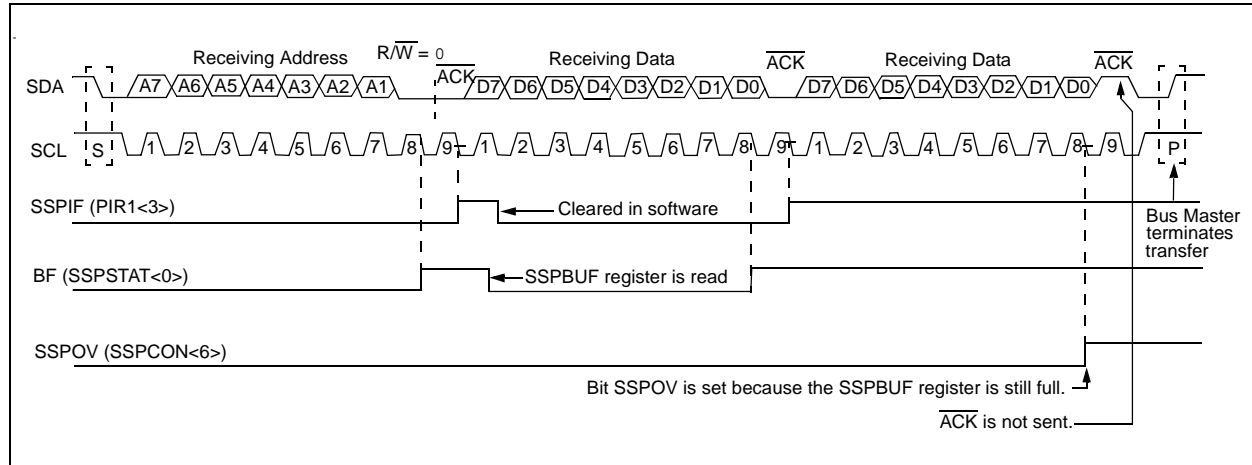 Receiving Address R/W = 0 Receiving Data ACK Receiving Data ACK
SDA A7 A6 A5 A4 A3 A2 A1 ACK D7 D6 D5 D4 D3 D2 D1 D0 D7 D6 D5 D4 D3 D2 D1 D0
SCL S 1 2 3 4 5 6 7 8 9 1 2 3 4 5 6 7 8 9 1 2 3 4 5 6 7 8 9 P
SSPIF (PIR1<3>)
Cleared in software
Bus Master
terminates
transfer
BF (SSPSTAT<0>)
SSPBUF register is read
SSPOV (SSPCON<6>)
Bit SSPOV is set because the SSPBUF register is still full.
ACK is not sent.